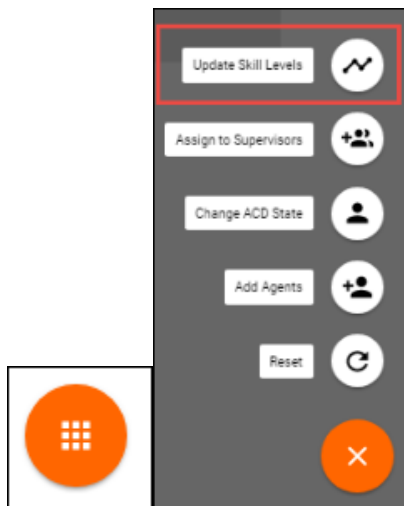 Update Skill Levels
Assign to Supervisors
Change ACD State
Add Agents
Reset